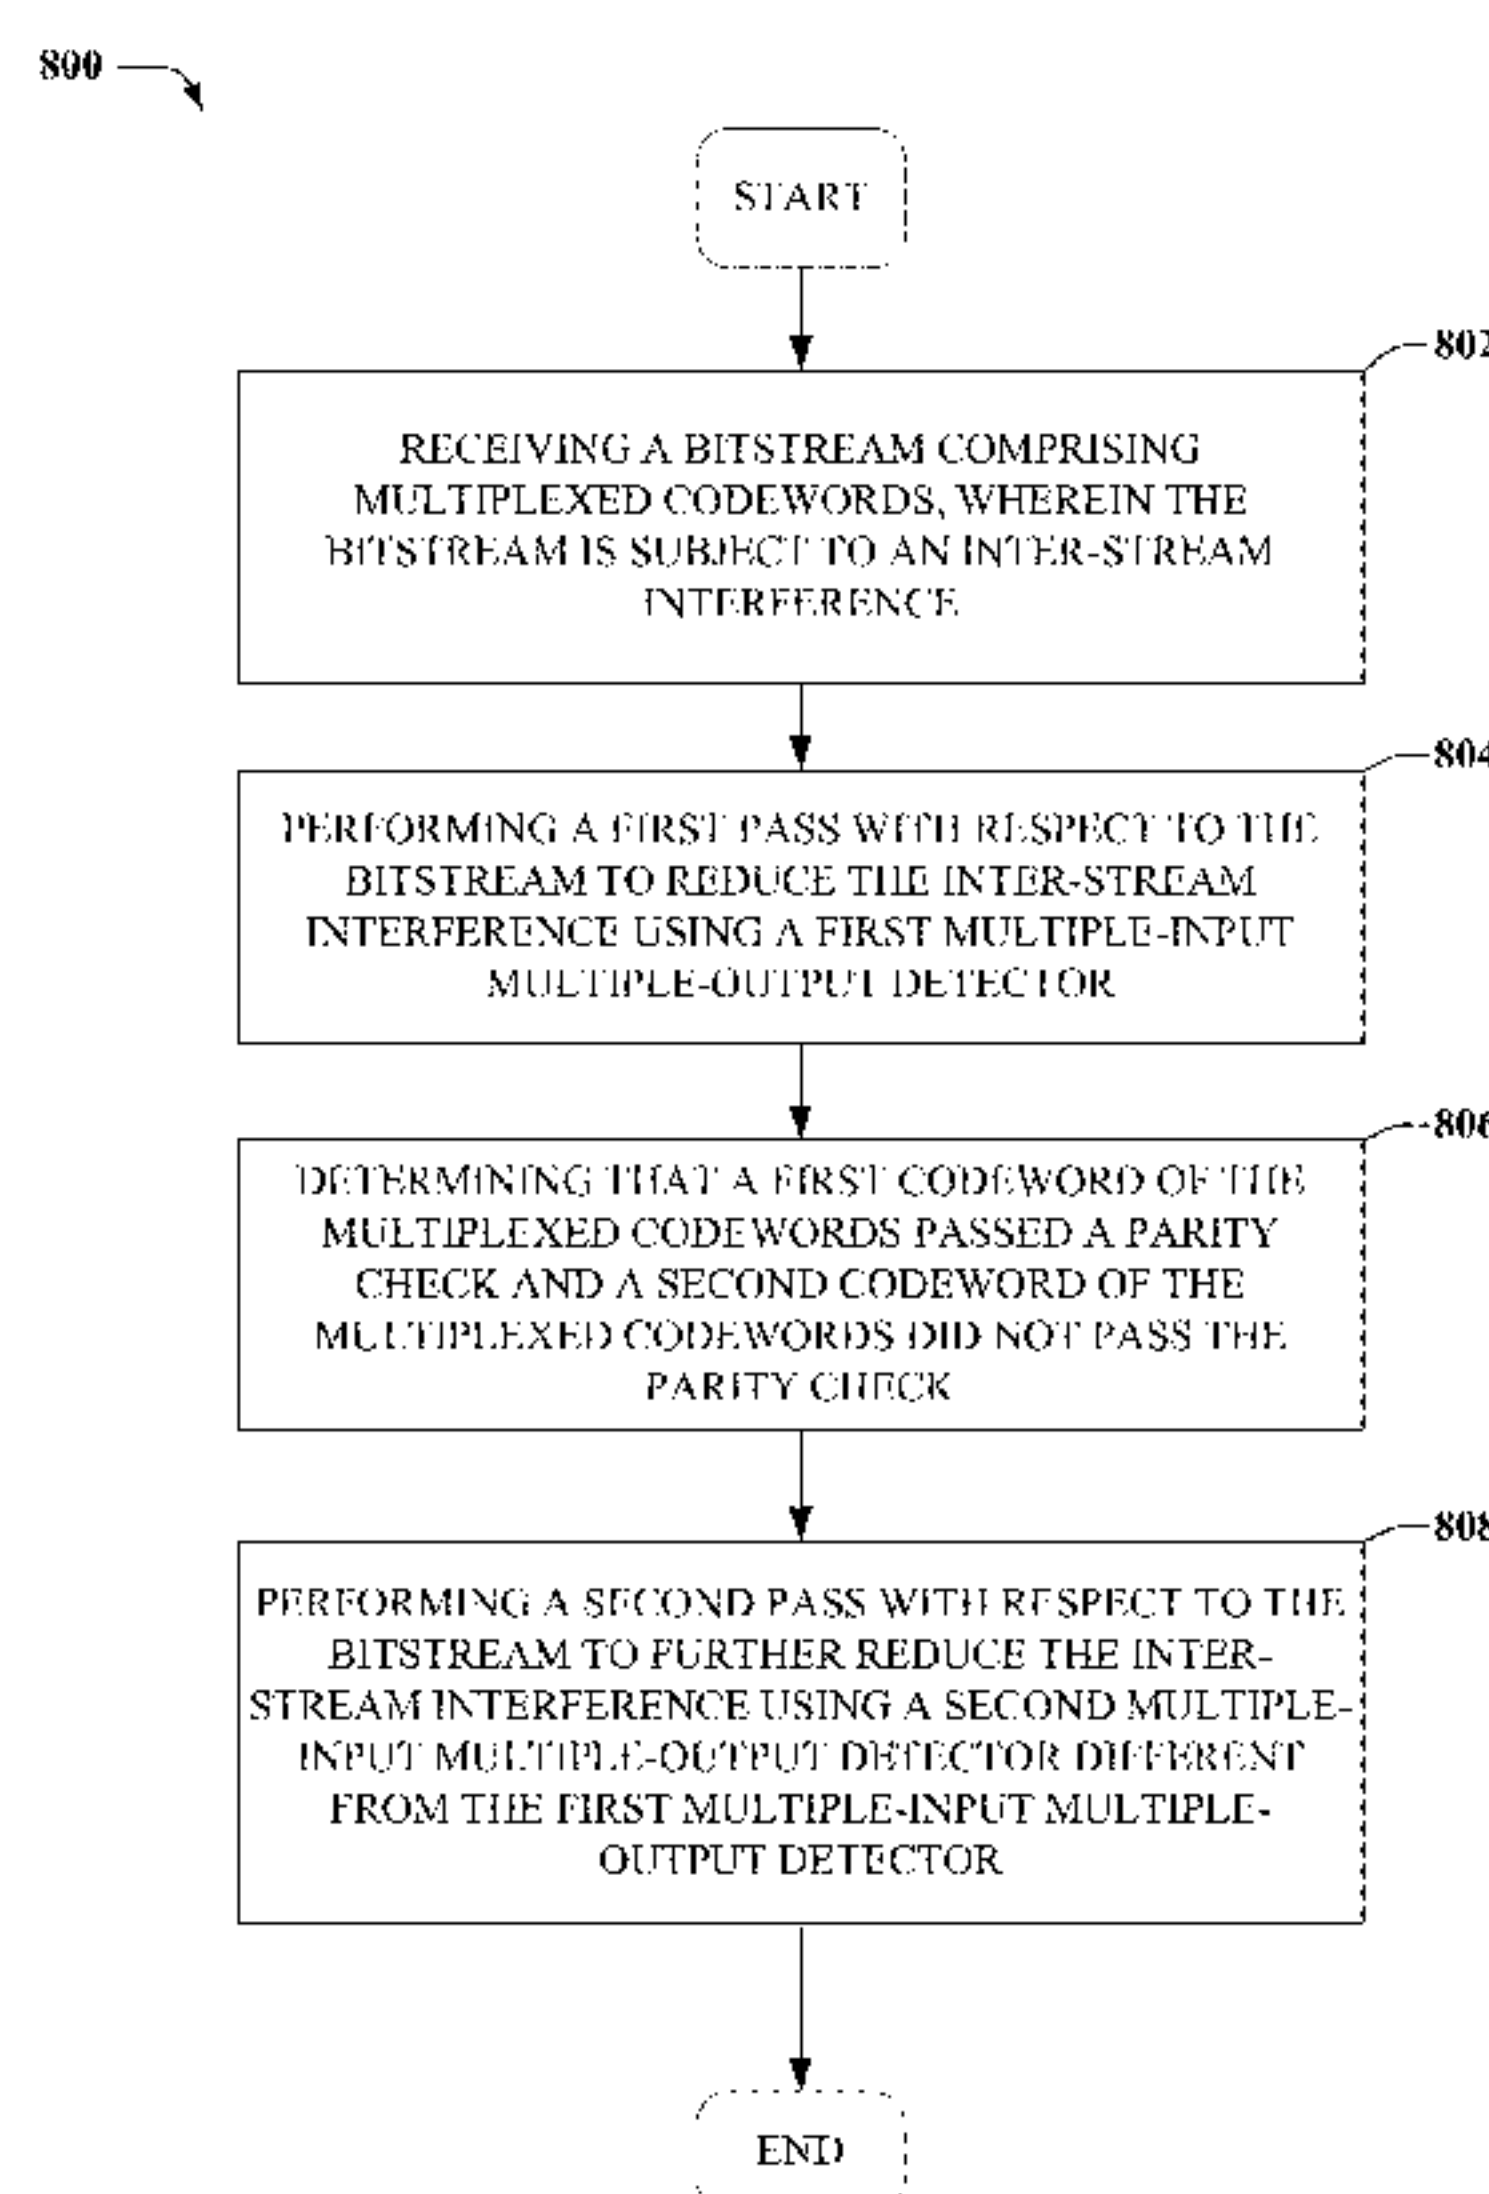 800
START
802
RECEIVING A BITSTREAM COMPRISING
MULTIPLEXED CODEWORDS, WHEREIN THE
BITSTREAM IS SUBJECT TO AN INTER-STREAM
INTERFERENCE
804
PERFORMING A FIRST PASS WITH RESPECT TO THE
BITSTREAM TO REDUCE THE INTER-STREAM
INTERFERENCE USING A FIRST MULTIPLE-INPUT
MULTIPLE-OUTPUT DETECTOR
806
DETERMINING THAT A FIRST CODEWORD OF THE
MULTIPLEXED CODEWORDS PASSED A PARITY
CHECK AND A SECOND CODEWORD OF THE
MULTIPLEXED CODEWORDS DID NOT PASS THE
PARITY CHECK
808
PERFORMING A SECOND PASS WITH RESPECT TO THE
BITSTREAM TO FURTHER REDUCE THE INTER-
STREAM INTERFERENCE USING A SECOND MULTIPLE-
INPUT MULTIPLE-OUTPUT DETECTOR DIFFERENT
FROM THE FIRST MULTIPLE-INPUT MULTIPLE-
OUTPUT DETECTOR
END